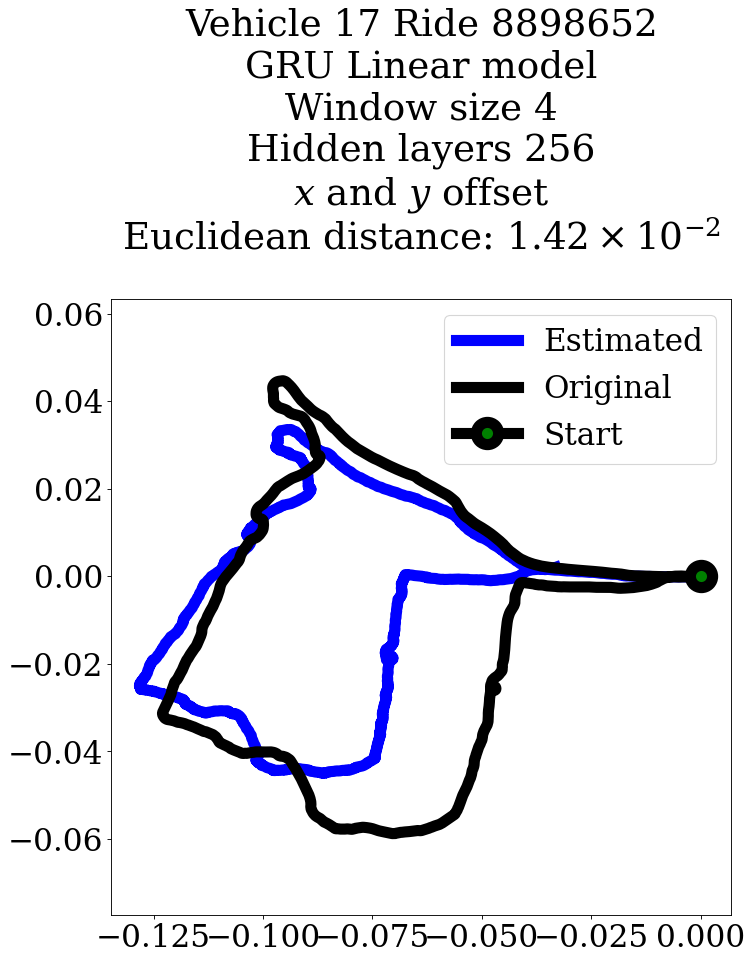 Vehicle 17 Ride 8898652
GRU Linear model
Window size 4
Hidden layers 256
x and y offset
Euclidean distance: 1.42 × 10⁻²
Estimated
Original
Start
0.06
0.04
0.02
0.00
−0.02
−0.04
−0.06
−0.125 −0.100 −0.075 −0.050 −0.025 0.000